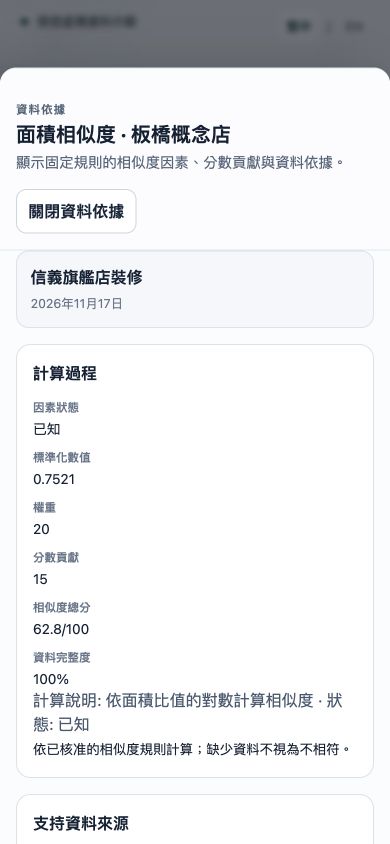 資料依據
面積相似度 · 板橋概念店
顯示固定規則的相似度因素、分數貢獻與資料依據。
關閉資料依據
信義旗艦店裝修
2026年11月17日
計算過程
因素狀態
已知
標準化數值
0.7521
權重
20
分數貢獻
15
相似度總分
62.8/100
資料完整度
100%
計算說明: 依面積比值的對數計算相似度 · 狀
態: 已知
依已核准的相似度規則計算；缺少資料不視為不相符。
支持資料來源